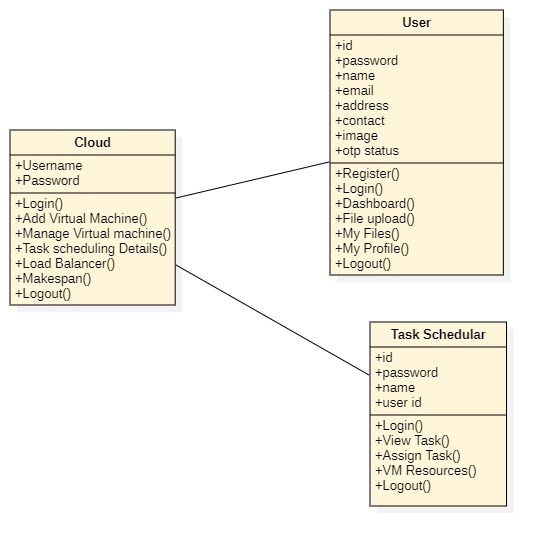 Cloud
+Username
+Password
+Login()
+Add Virtual Machine()
+Manage Virtual machine()
+Task scheduling Details()
+Load Balancer()
+Makespan()
+Logout()
User
+id
+password
+name
+email
+address
+contact
+image
+otp status
+Register()
+Login()
+Dashboard()
+File upload()
+My Files()
+My Profile()
+Logout()
Task Schedular
+id
+password
+name
+user id
+Login()
+View Task()
+Assign Task()
+VM Resources()
+Logout()